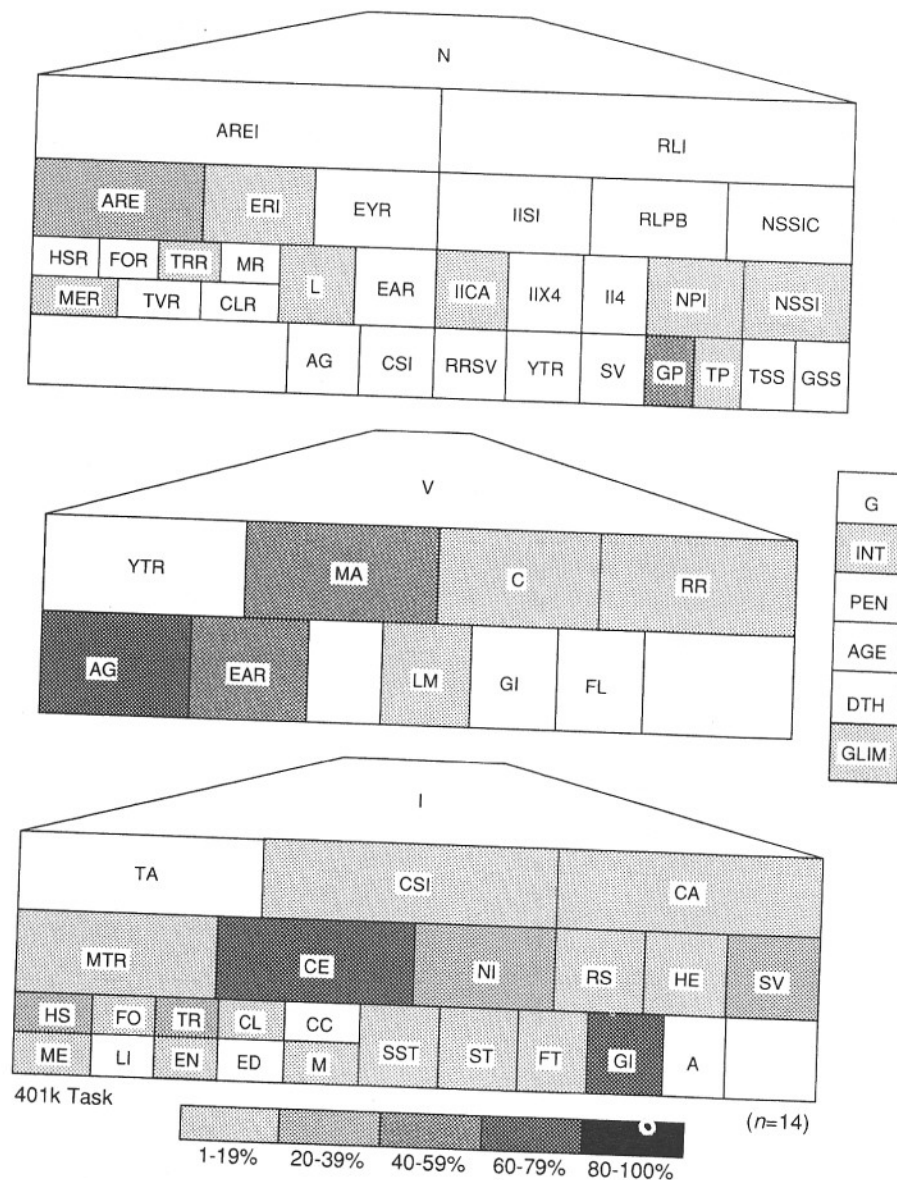 N
AREI RLI
ARE ERI EYR IISI RLPB NSSIC
HSR FOR TRR MR L EAR IICA IIX4 II4 NPI NSSI
MER TVR CLR
AG CSI RRSV YTR SV GP TP TSS GSS
V
YTR MA C RR
AG EAR LM GI FL
G
INT
PEN
AGE
DTH
GLIM
I
TA CSI CA
MTR CE NI RS HE SV
HS FO TR CL CC SST ST FT GI A
ME LI EN ED M
401k Task
(n=14)
1-19% 20-39% 40-59% 60-79% 80-100%